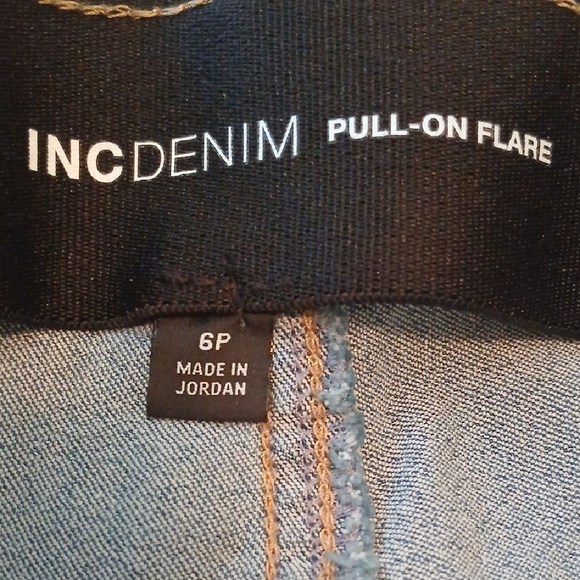 INCDENIM PULL-ON FLARE
6P
MADE IN
JORDAN